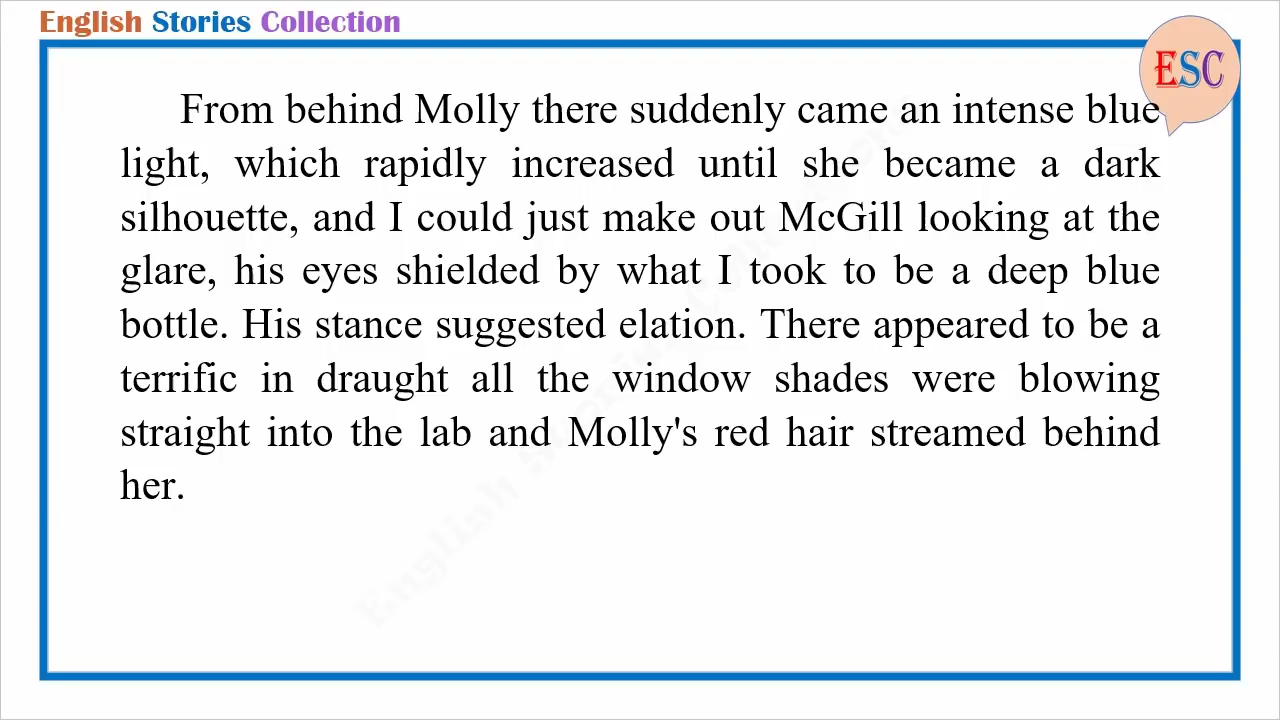 English Stories Collection
ESC
From behind Molly there suddenly came an intense blue
light, which rapidly increased until she became a dark
silhouette, and I could just make out McGill looking at the
glare, his eyes shielded by what I took to be a deep blue
bottle. His stance suggested elation. There appeared to be a
terrific in draught all the window shades were blowing
straight into the lab and Molly's red hair streamed behind
her.